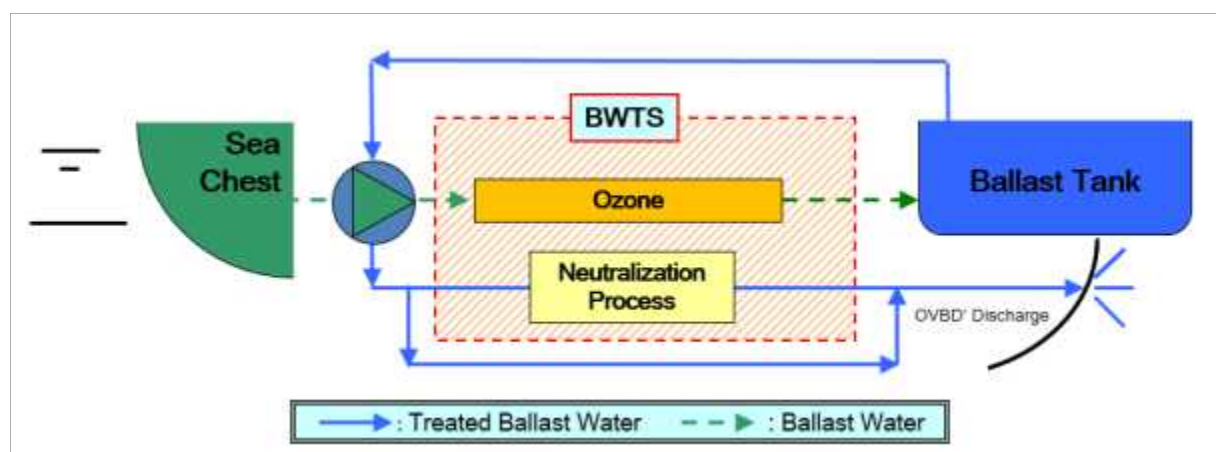 BWTS
Sea
Chest
Ozone
Ballast Tank
Neutralization
Process
OVBD' Discharge
: Treated Ballast Water
: Ballast Water